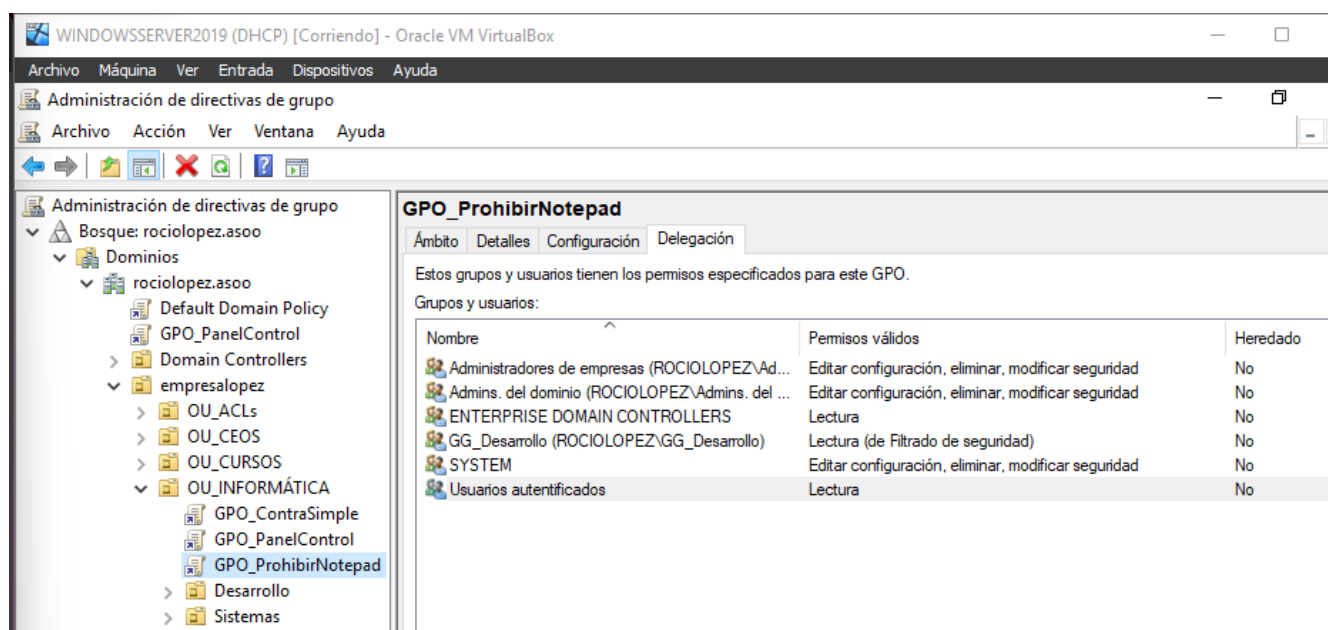 WINDOWSSERVER2019 (DHCP) [Corriendo] - Oracle VM VirtualBox
Archivo Máquina Ver Entrada Dispositivos Ayuda
Administración de directivas de grupo
Archivo Acción Ver Ventana Ayuda
Administración de directivas de grupo
Bosque: rociolopez.asoo
Dominios
rociolopez.asoo
Default Domain Policy
GPO_PanelControl
Domain Controllers
empresalopez
OU_ACLs
OU_CEOS
OU_CURSOS
OU_INFORMÁTICA
GPO_ContraSimple
GPO_PanelControl
GPO_ProhibirNotepad
Desarrollo
Sistemas
GPO_ProhibirNotepad
Ámbito Detalles Configuración Delegación
Estos grupos y usuarios tienen los permisos especificados para este GPO.
Grupos y usuarios:
Nombre Permisos válidos Heredado
Administradores de empresas (ROCIOLOPEZ\Ad... Editar configuración, eliminar, modificar seguridad No
Admins. del dominio (ROCIOLOPEZ\Admins. del ... Editar configuración, eliminar, modificar seguridad No
ENTERPRISE DOMAIN CONTROLLERS Lectura No
GG_Desarrollo (ROCIOLOPEZ\GG_Desarrollo) Lectura (de Filtrado de seguridad) No
SYSTEM Editar configuración, eliminar, modificar seguridad No
Usuarios autentificados Lectura No